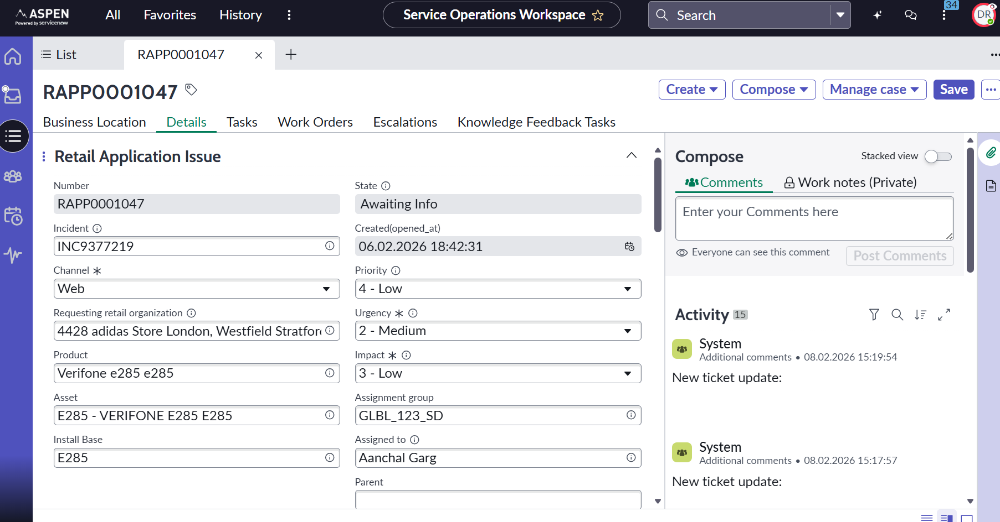 ASPEN
Powered by servicenow
All
Favorites
History
Service Operations Workspace
Search
34
DR
List
RAPP0001047
RAPP0001047
Create
Compose
Manage case
Save
Business Location
Details
Tasks
Work Orders
Escalations
Knowledge Feedback Tasks
Retail Application Issue
Number
RAPP0001047
State
Awaiting Info
Incident
INC9377219
Created(opened_at)
06.02.2026 18:42:31
Channel
Web
Priority
4 - Low
Requesting retail organization
4428 adidas Store London, Westfield Stratfor
Urgency
2 - Medium
Product
Verifone e285 e285
Impact
3 - Low
Asset
E285 - VERIFONE E285 E285
Assignment group
GLBL_123_SD
Install Base
E285
Assigned to
Aanchal Garg
Parent
Compose
Stacked view
Comments
Work notes (Private)
Enter your Comments here
Everyone can see this comment
Post Comments
Activity 15
System
Additional comments • 08.02.2026 15:19:54
New ticket update:
System
Additional comments • 08.02.2026 15:17:57
New ticket update: